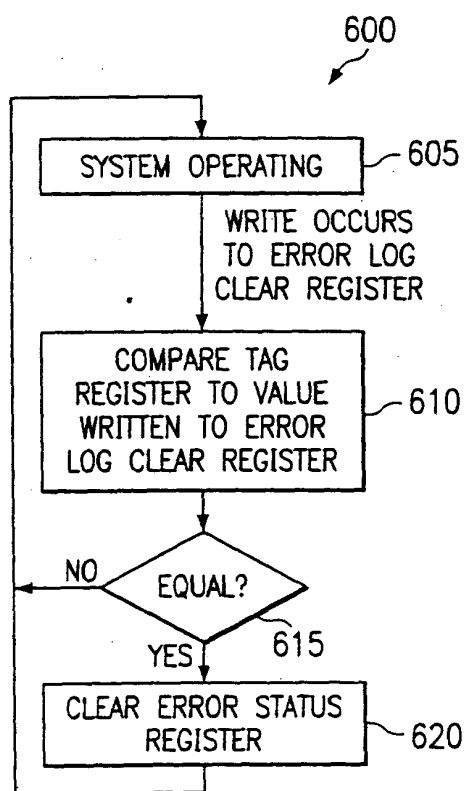 600
SYSTEM OPERATING
605
WRITE OCCURS
TO ERROR LOG
CLEAR REGISTER
COMPARE TAG
REGISTER TO VALUE
WRITTEN TO ERROR
LOG CLEAR REGISTER
610
NO
EQUAL?
615
YES
CLEAR ERROR STATUS
REGISTER
620